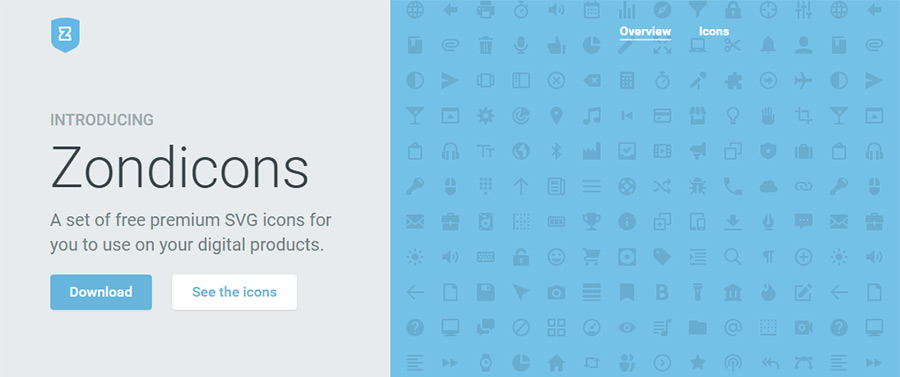 Overview Icons
INTRODUCING
Zondicons
A set of free premium SVG icons for
you to use on your digital products.
Download See the icons